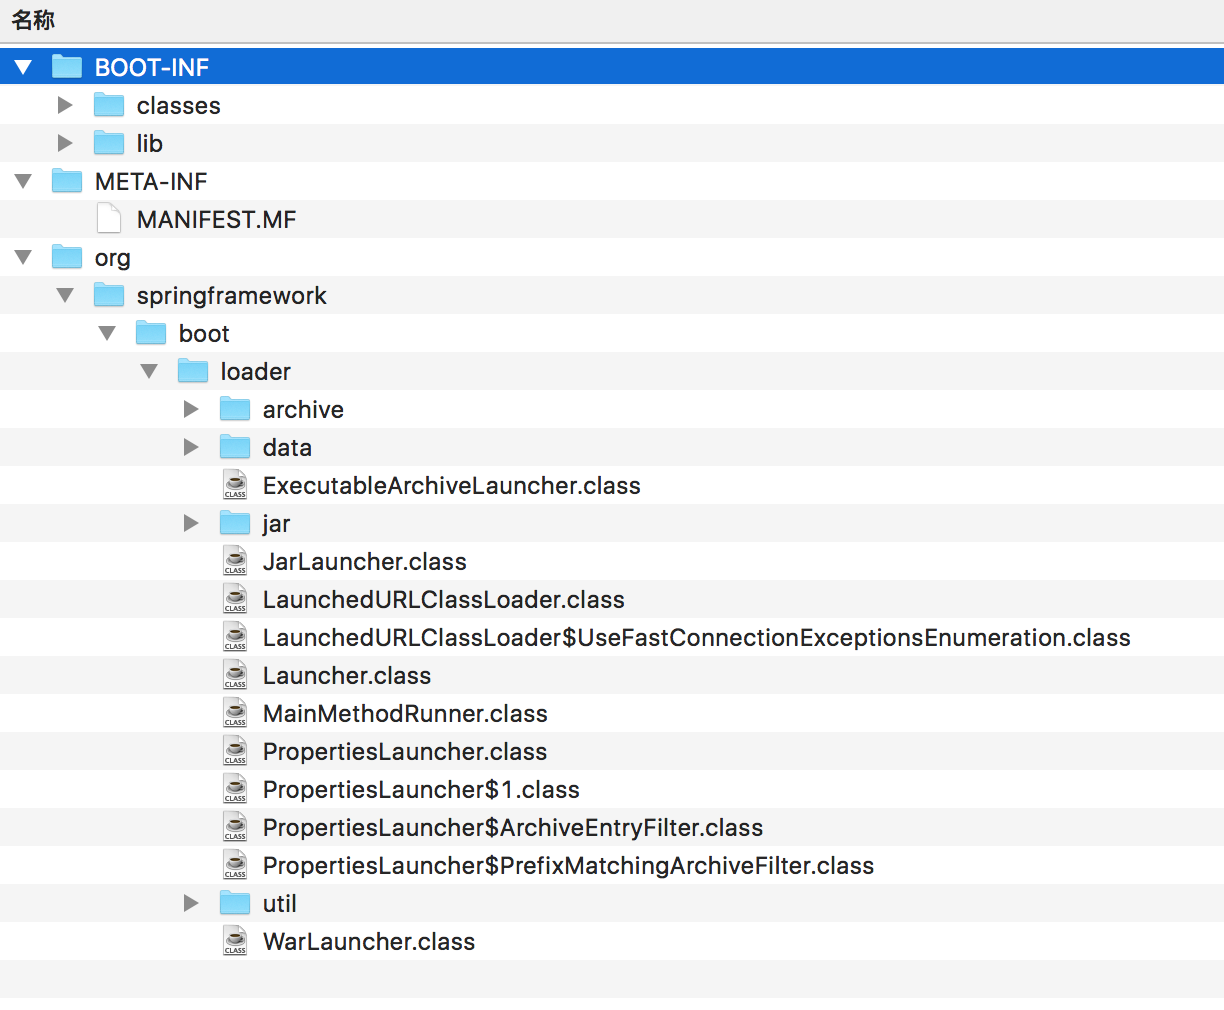 名称
BOOT-INF
classes
lib
META-INF
MANIFEST.MF
org
springframework
boot
loader
archive
data
CLASS ExecutableArchiveLauncher.class
jar
CLASS JarLauncher.class
CLASS LaunchedURLClassLoader.class
CLASS LaunchedURLClassLoader$UseFastConnectionExceptionsEnumeration.class
CLASS Launcher.class
CLASS MainMethodRunner.class
CLASS PropertiesLauncher.class
CLASS PropertiesLauncher$1.class
CLASS PropertiesLauncher$ArchiveEntryFilter.class
CLASS PropertiesLauncher$PrefixMatchingArchiveFilter.class
util
CLASS WarLauncher.class